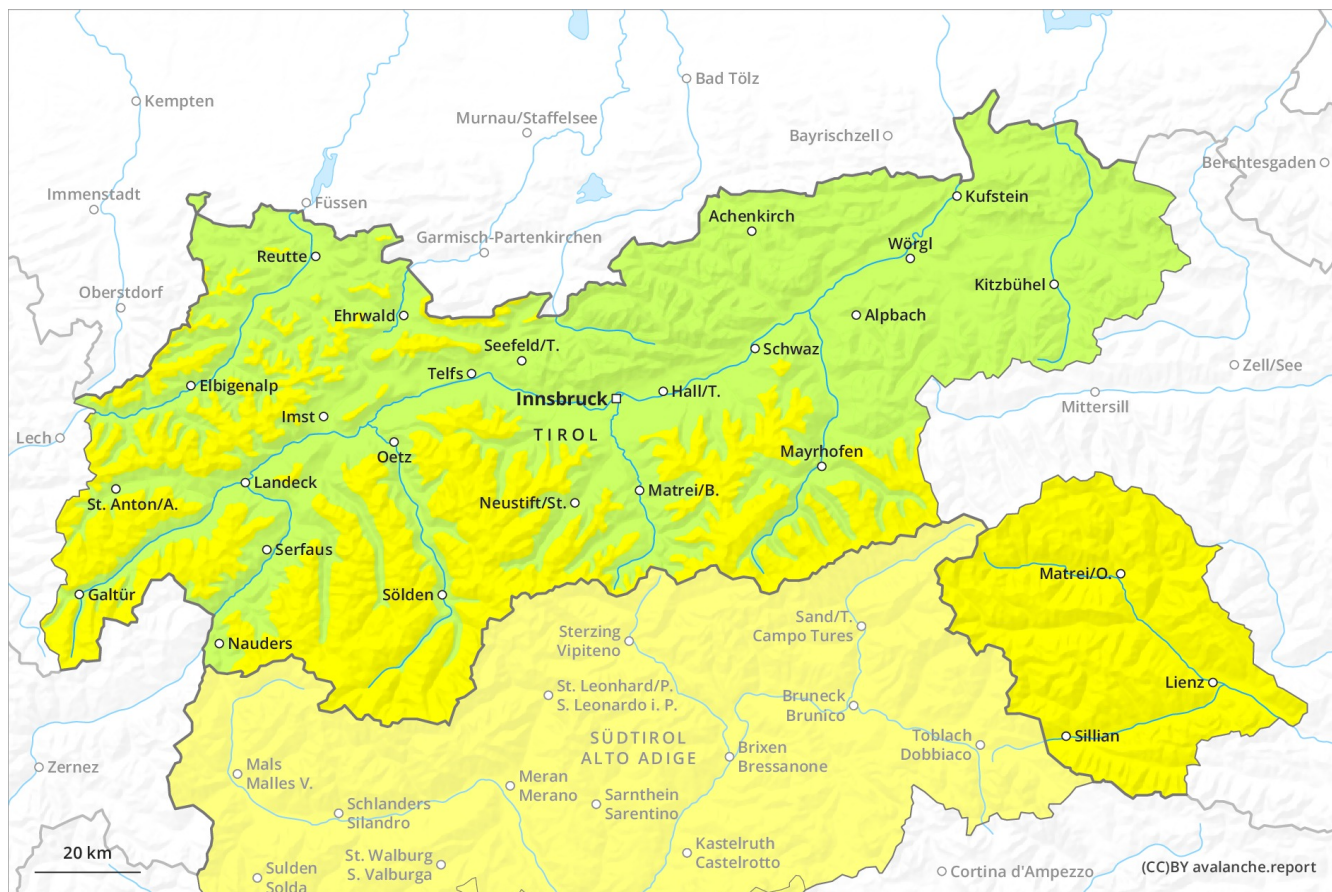 Bad Tölz
Kempten
Murnau/Staffelsee
Bayrischzell
Berchtesgaden
Immenstadt
Füssen
Kufstein
Achenkirch
Garmisch-Partenkirchen
Wörgl
Reutte
Oberstdorf
Kitzbühel
Ehrwald
Alpbach
Seefeld/T.
Schwaz
Zell/See
Telfs
Elbigenalp
Hall/T.
Innsbruck
Mittersill
Imst
TIROL
Lech
Oetz
Mayrhofen
Landeck
St. Anton/A.
Neustift/St.
Matrei/B.
Serfaus
Matrei/O.
Galtür
Sölden
Sand/T.
Campo Tures
Sterzing
Vipiteno
Nauders
Lienz
St. Leonhard/P.
S. Leonardo i. P.
Bruneck
Brunico
Sillian
Toblach
Dobbiaco
SÜDTIROL
ALTO ADIGE
Brixen
Bressanone
Zernez
Mals
Malles V.
Meran
Merano
Sarnthein
Sarentino
Schlanders
Silandro
Kastelruth
Castelrotto
20 km
St. Walburg
S. Valburga
Sulden
Solda
Cortina d'Ampezzo
(CC)BY avalanche.report